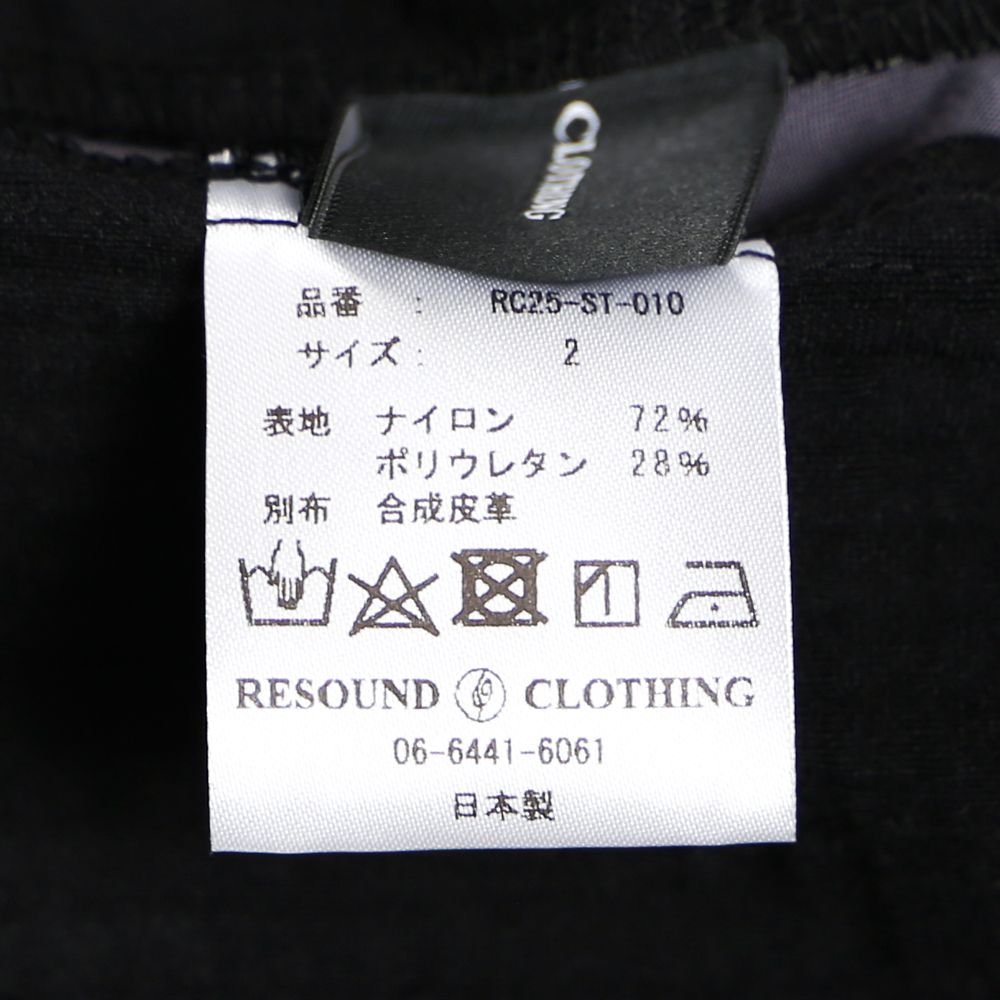 CLOTHING
品番 : RC25-ST-010
サイズ : 2
表地 ナイロン 72%
ポリウレタン 28%
別布 合成皮革
RESOUND CLOTHING
06-6441-6061
日本製